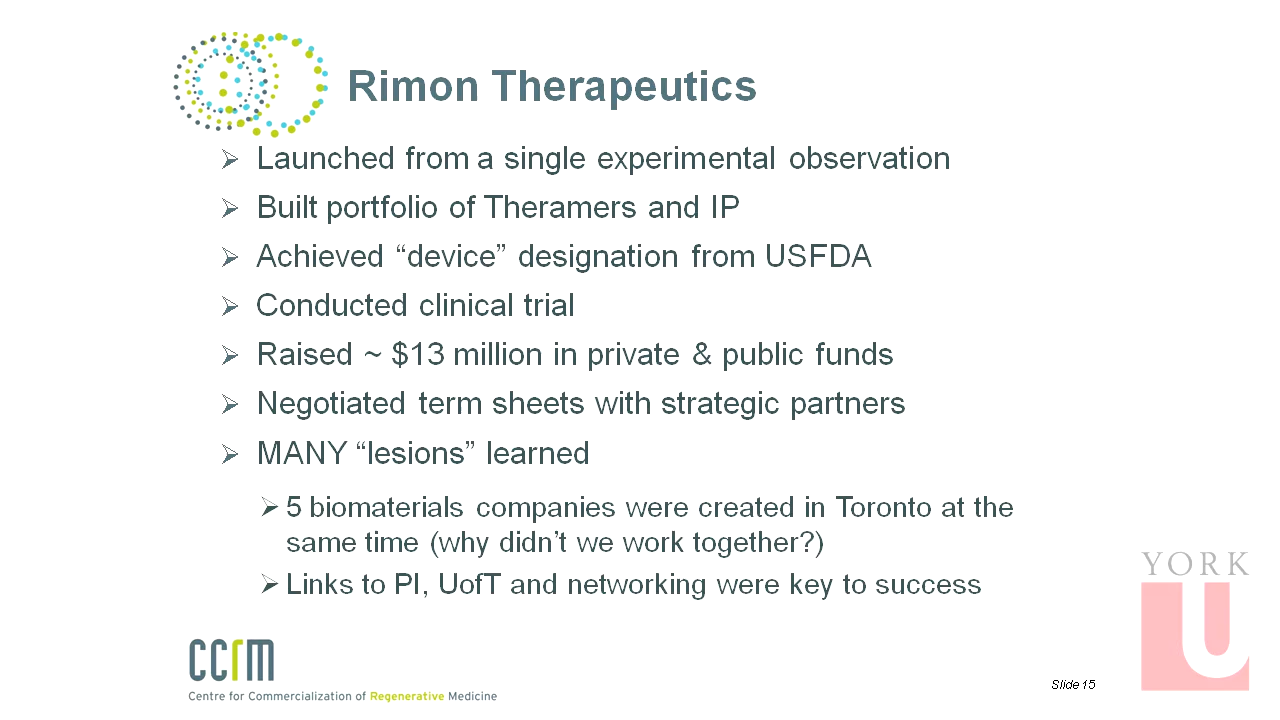 Rimon Therapeutics
Launched from a single experimental observation
Built portfolio of Theramers and IP
Achieved “device” designation from USFDA
Conducted clinical trial
Raised ~ $13 million in private & public funds
Negotiated term sheets with strategic partners
MANY “lesions” learned
5 biomaterials companies were created in Toronto at the
same time (why didn’t we work together?)
Links to PI, UofT and networking were key to success
ccrm
Centre for Commercialization of Regenerative Medicine
Slide 15
YORK
U